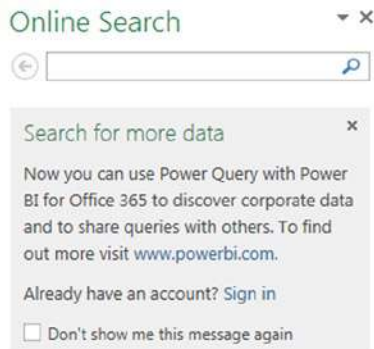 Online Search
Search for more data
Now you can use Power Query with Power
BI for Office 365 to discover corporate data
and to share queries with others. To find
out more visit www.powerbi.com.
Already have an account? Sign in
Don't show me this message again